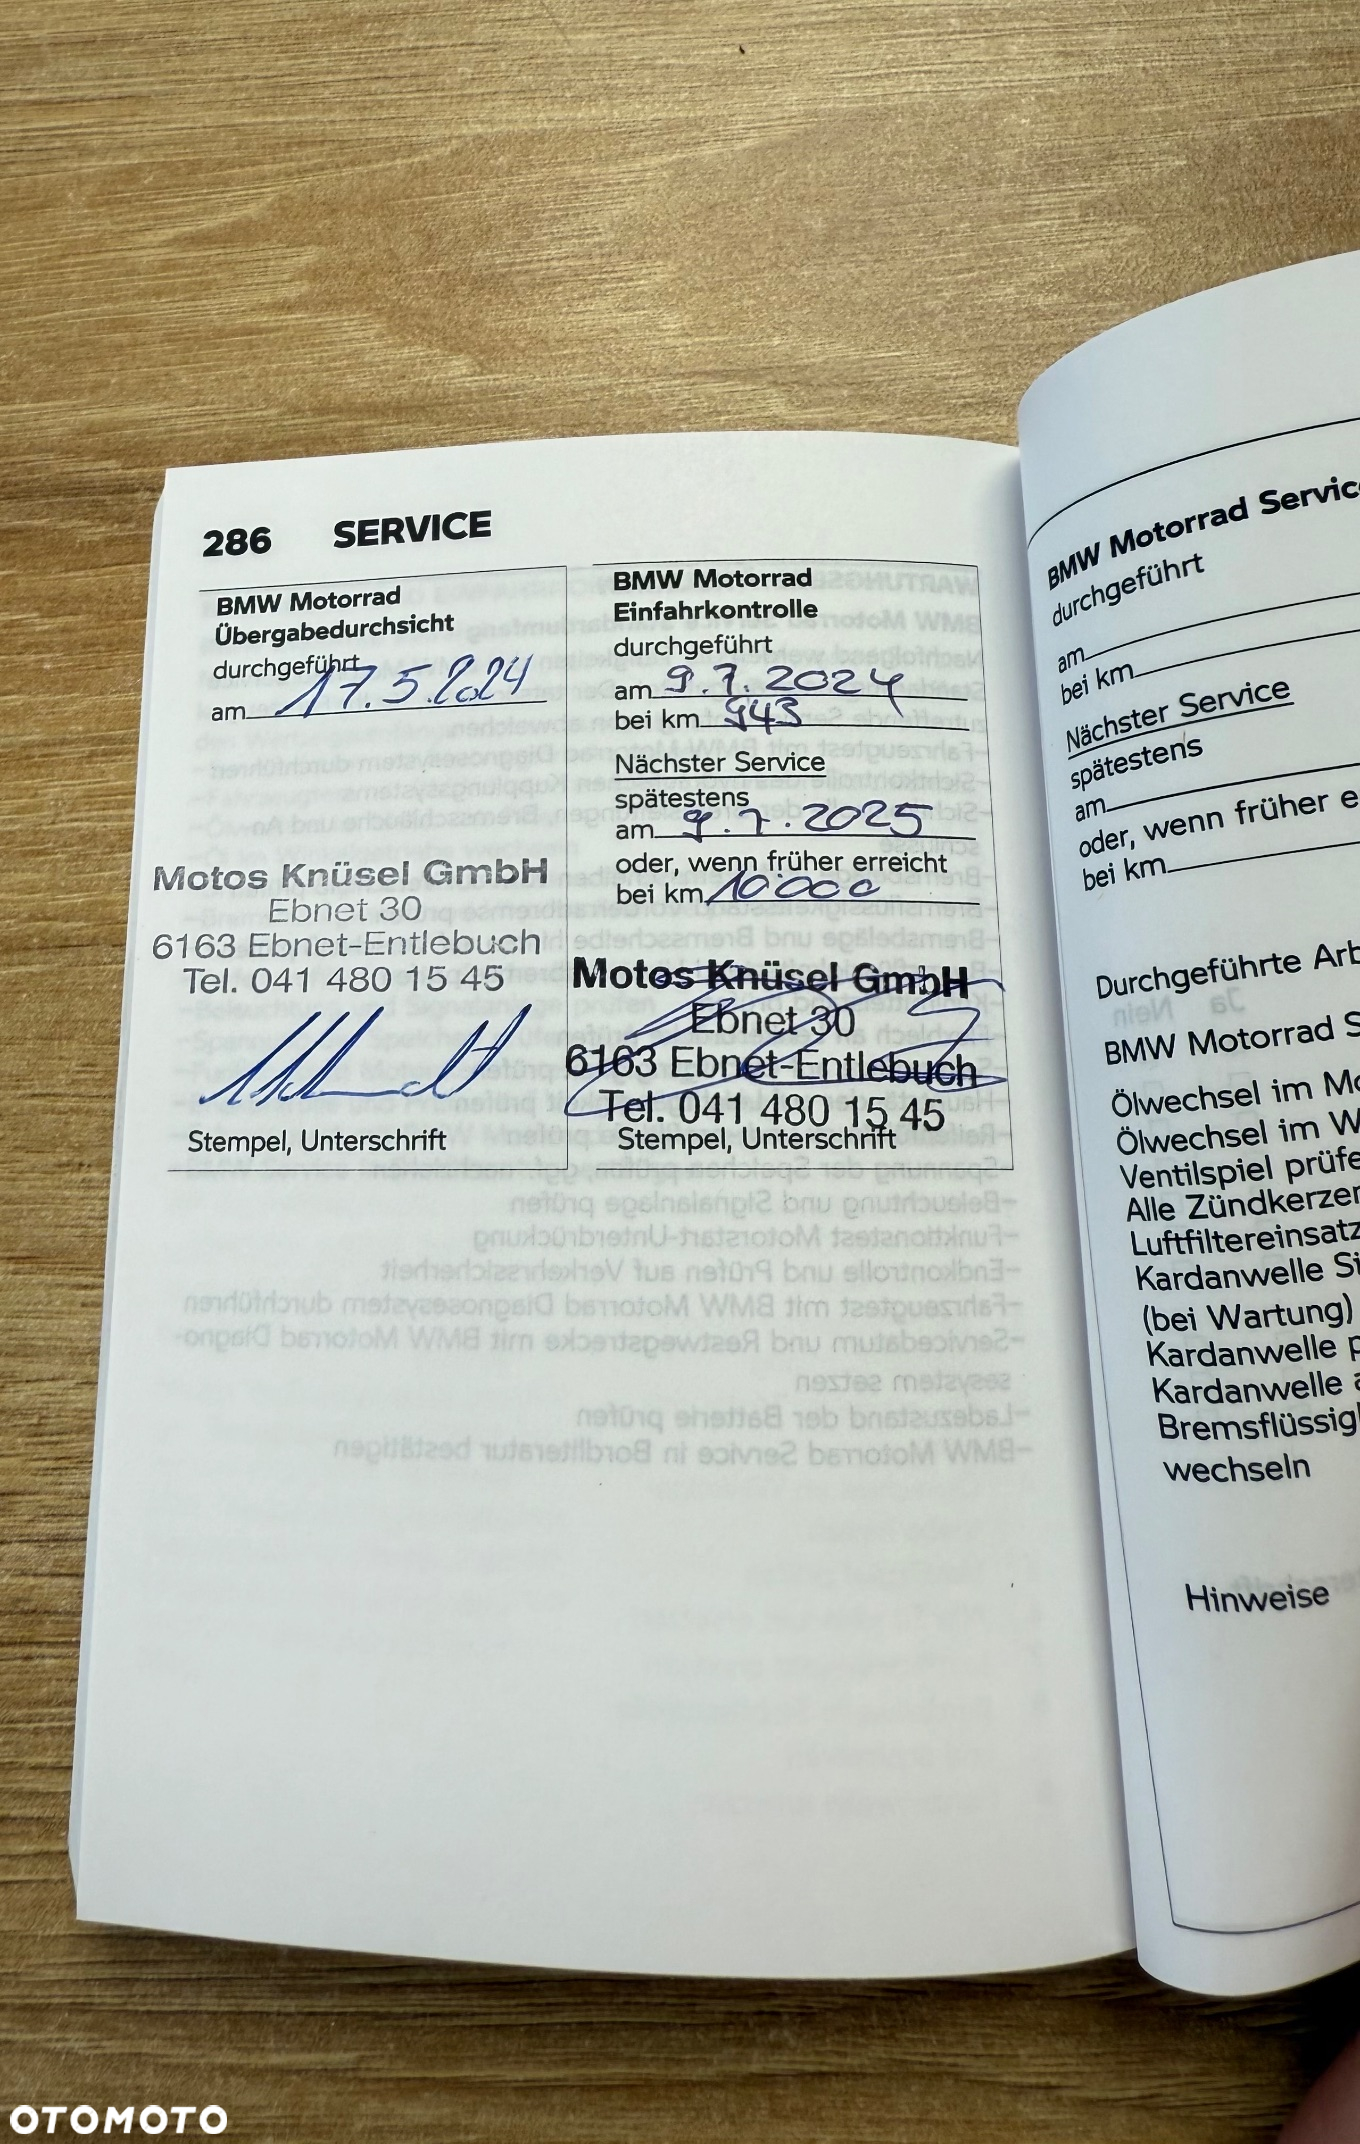 286 SERVICE
BMW Motorrad
Übergabedurchsicht
durchgeführt
am 17.5.2024
Motos Knüsel GmbH
Ebnet 30
6163 Ebnet-Entlebuch
Tel. 041 480 15 45
Stempel, Unterschrift
BMW Motorrad
Einfahrkontrolle
durchgeführt
am 9.7.2024
bei km 943
Nächster Service
spätestens
am 9.7.2025
oder, wenn früher erreicht
bei km 10000
Motos Knüsel GmbH
Ebnet 30
6163 Ebnet-Entlebuch
Tel. 041 480 15 45
Stempel, Unterschrift
BMW Motorrad Servic
durchgeführt
am
bei km
Nächster Service
spätestens
am
oder, wenn früher e
bei km
Durchgeführte Arb
BMW Motorrad S
Ölwechsel im Mo
Ölwechsel im W
Ventilspiel prüfe
Alle Zündkerzen
Luftfiltereinsatz
Kardanwelle Si
(bei Wartung)
Kardanwelle p
Kardanwelle a
Bremsflüssigl
wechseln
Hinweise
OTOMOTO